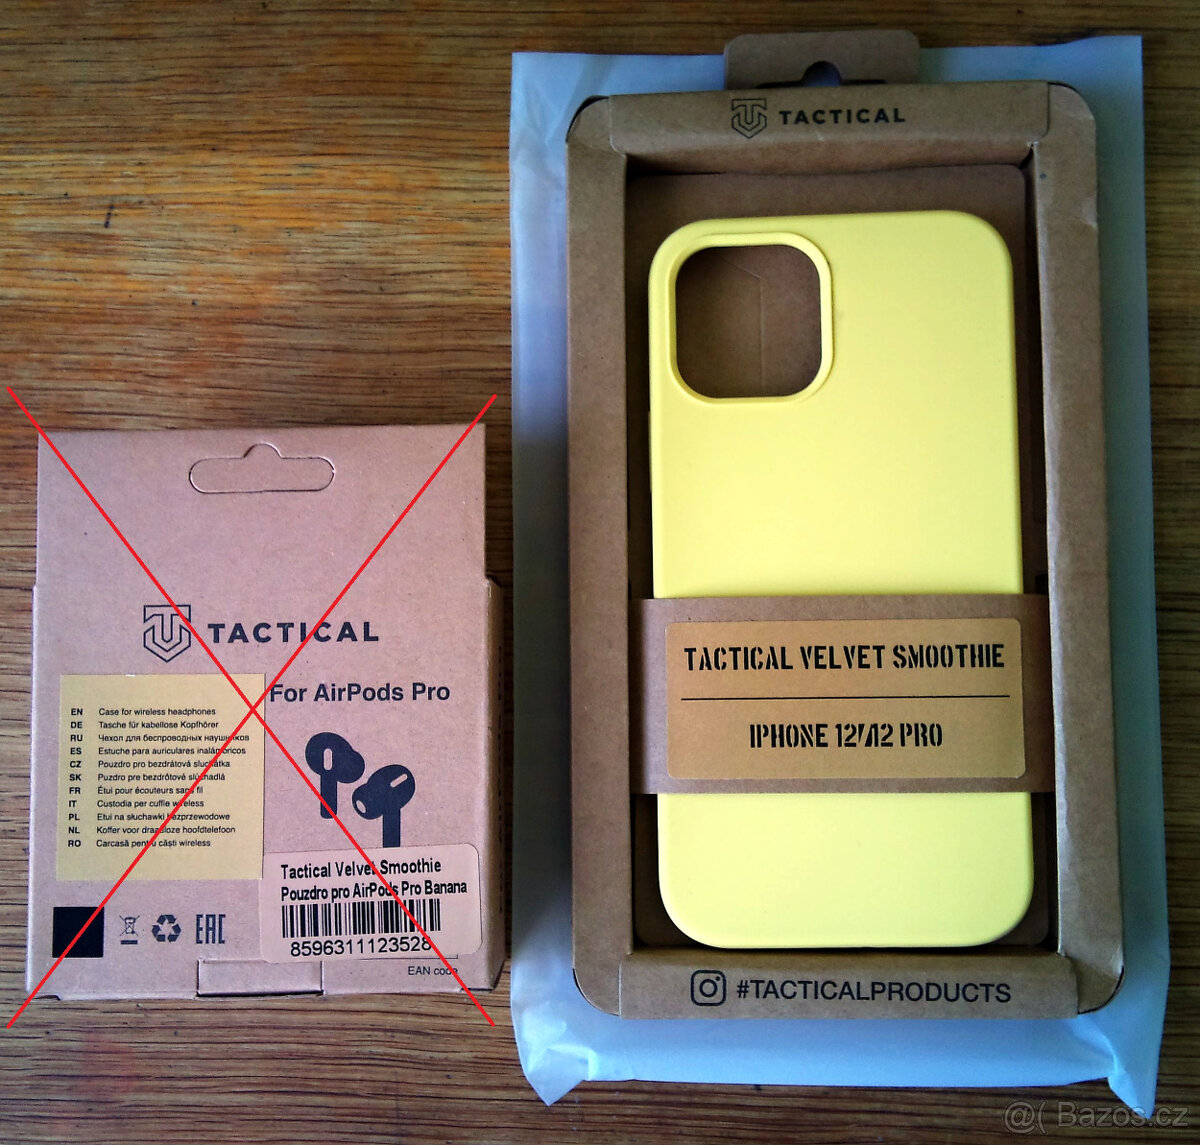 TACTICAL
For AirPods Pro
EN Case for wireless headphones
DE Tasche für kabellose Kopfhörer
RU Чехол для беспроводных наушников
ES Estuche para auriculares inalámbricos
CZ Pouzdro pro bezdrátová sluchátka
SK Puzdro pre bezdrôtové slúchadlá
FR Étui pour écouteurs sans fil
IT Custodia per cuffie wireless
PL Etui na słuchawki bezprzewodowe
NL Koffer voor draadloze hoofdtelefoon
RO Carcasă pentru căști wireless
Tactical Velvet Smoothie
Pouzdro pro AirPods Pro Banana
8596311123528
EAN code
EAC
TACTICAL
TACTICAL VELVET SMOOTHIE
IPHONE 12/12 PRO
#TACTICALPRODUCTS
@( Bazos.cz